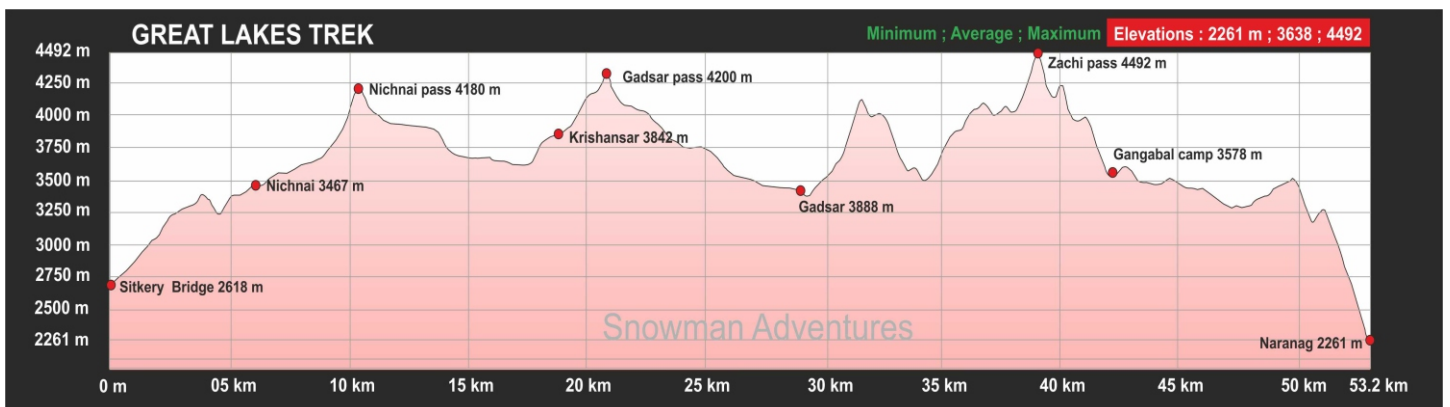 GREAT LAKES TREK
Minimum ; Average ; Maximum Elevations : 2261 m ; 3638 ; 4492
4492 m
4250 m
4000 m
3750 m
3500 m
3250 m
3000 m
2750 m
2500 m
2261 m
Sitkery Bridge 2618 m
Nichnai 3467 m
Nichnai pass 4180 m
Krishansar 3842 m
Gadsar pass 4200 m
Gadsar 3888 m
Zachi pass 4492 m
Gangabal camp 3578 m
Naranag 2261 m
Snowman Adventures
0 m 05 km 10 km 15 km 20 km 25 km 30 km 35 km 40 km 45 km 50 km 53.2 km